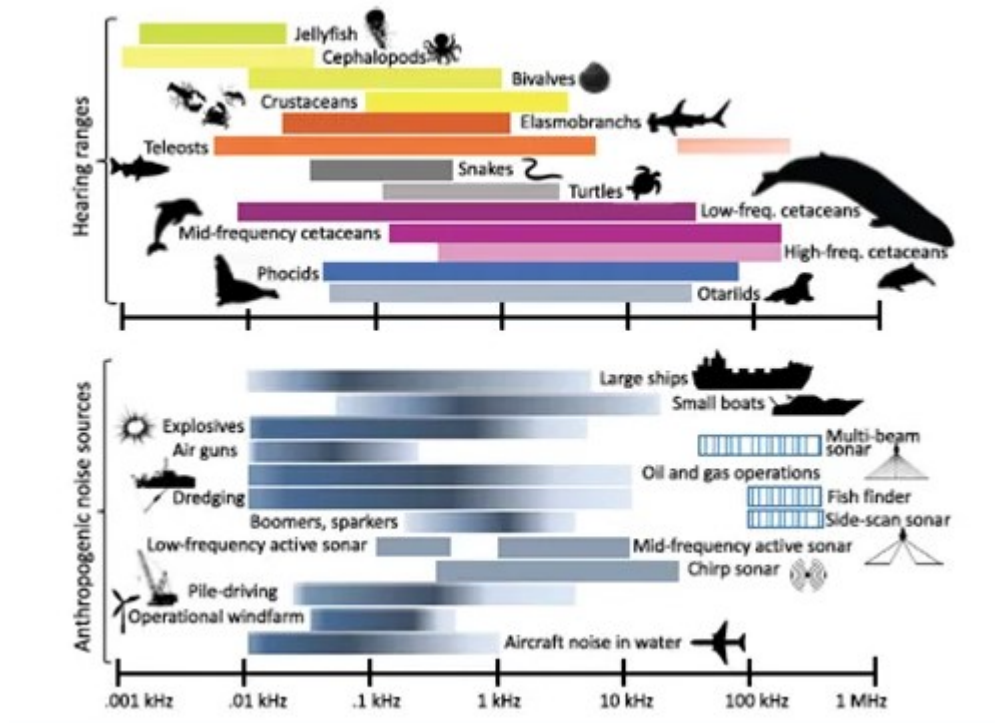 Hearing ranges
Jellyfish
Cephalopods
Bivalves
Crustaceans
Elasmobranchs
Teleosts
Snakes
Turtles
Low-freq. cetaceans
Mid-frequency cetaceans
High-freq. cetaceans
Phocids
Otariids
Anthropogenic noise sources
Large ships
Small boats
Explosives
Multi-beam
sonar
Air guns
Oil and gas operations
Dredging
Fish finder
Boomers, sparkers
Side-scan sonar
Low-frequency active sonar
Mid-frequency active sonar
Chirp sonar
Pile-driving
Operational windfarm
Aircraft noise in water
.001 kHz .01 kHz .1 kHz 1 kHz 10 kHz 100 kHz 1 MHz